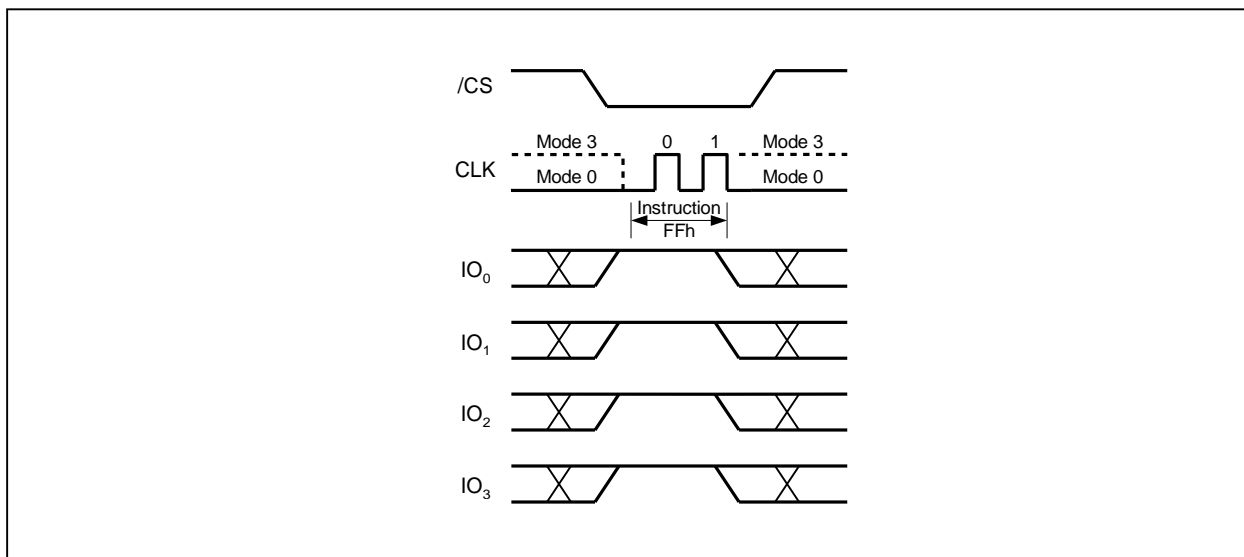 /CS
Mode 3 0 1 Mode 3
CLK
Mode 0 Mode 0
Instruction
FFh
IO0
IO1
IO2
IO3